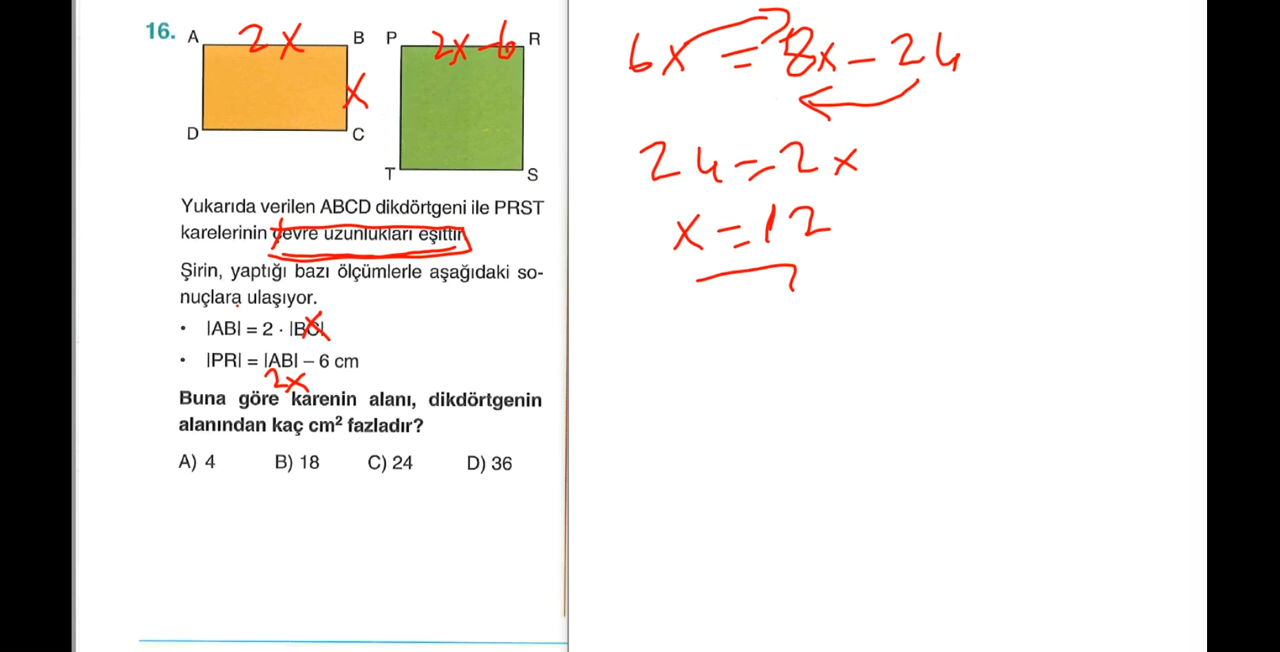 16. A 2x B P 2x-6 R
x
D C
T S
Yukarıda verilen ABCD dikdörtgeni ile PRST
karelerinin çevre uzunlukları eşittir.
Şirin, yaptığı bazı ölçümlerle aşağıdaki so-
nuçlara ulaşıyor.
• |AB| = 2 · |BC|
x
• |PR| = |AB| – 6 cm
2x
Buna göre karenin alanı, dikdörtgenin
alanından kaç cm² fazladır?
A) 4 B) 18 C) 24 D) 36
6x = 8x - 24
24 = 2x
x = 12